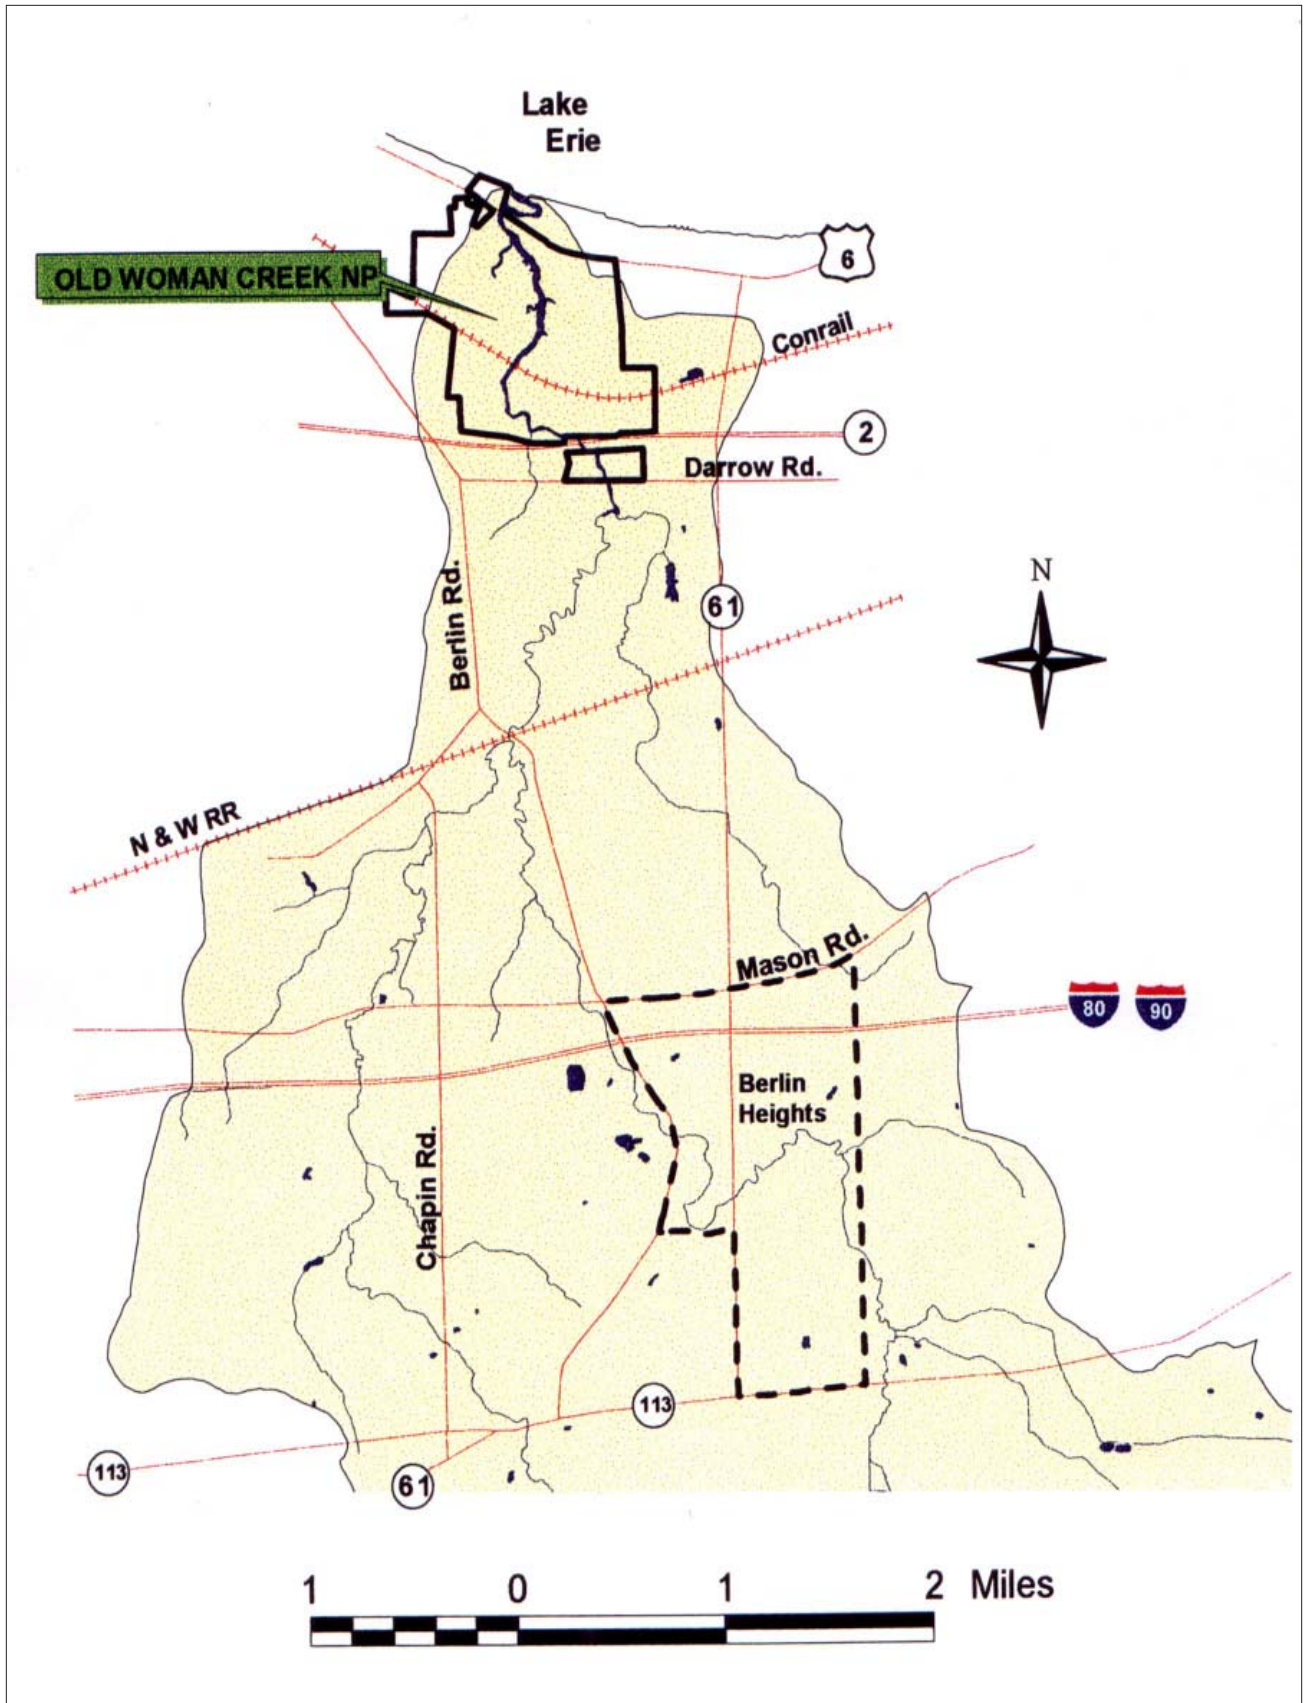 Lake
Erie
6
OLD WOMAN CREEK NP
Conrail
2
Darrow Rd.
N
Berlin Rd.
61
N & W RR
Mason Rd.
80
90
Berlin
Heights
Chapin Rd.
113
113
61
1 0 1 2 Miles